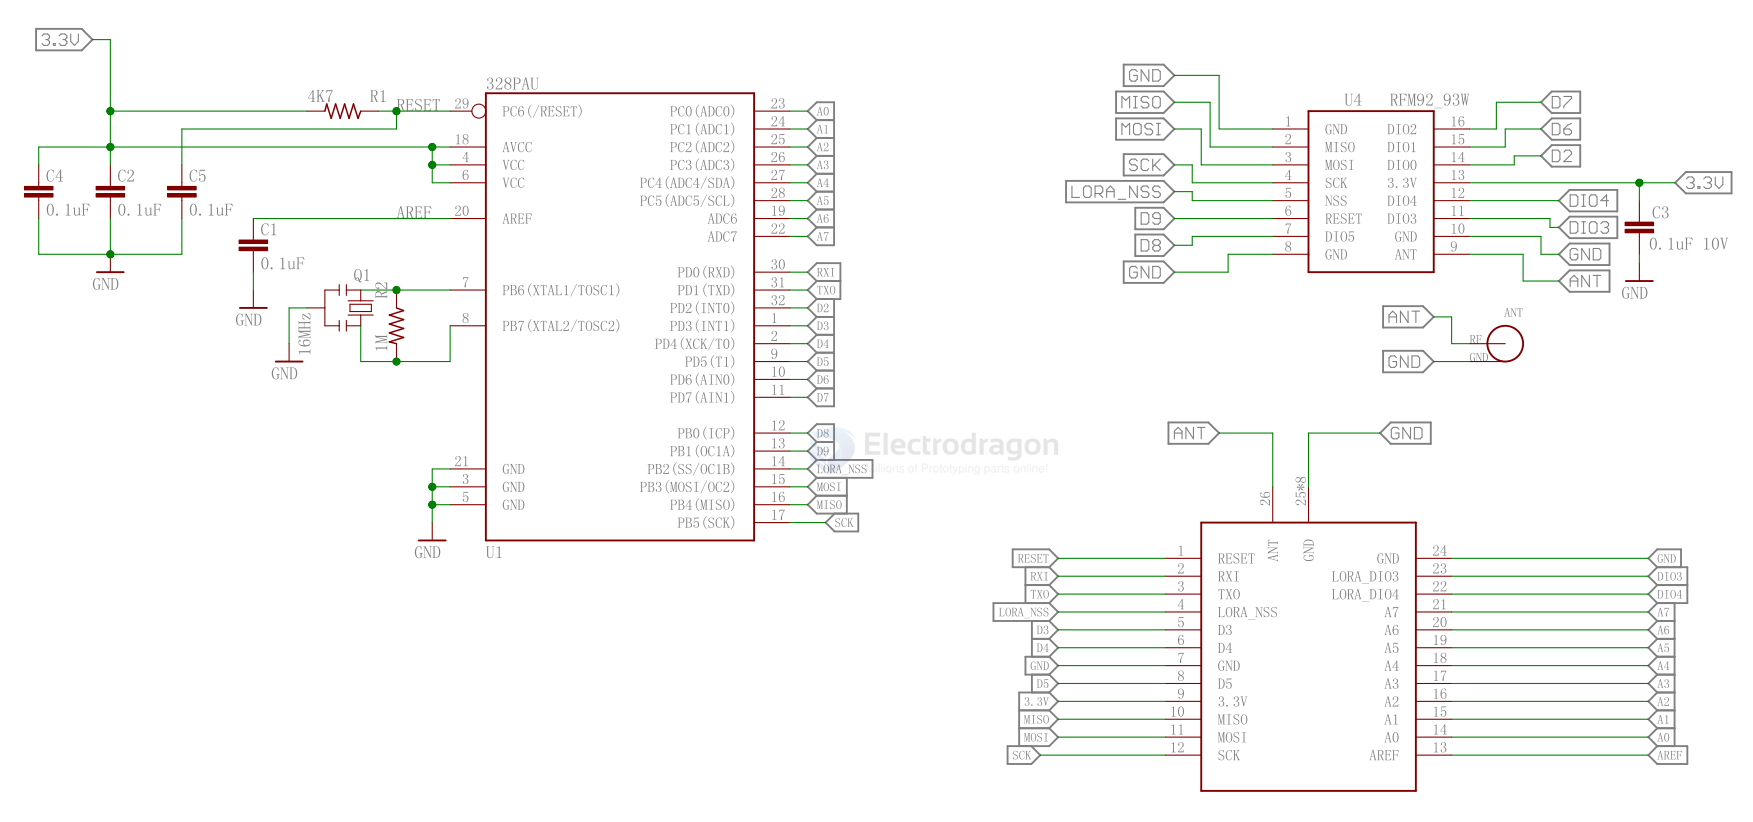 3.3V
4K7
R1
RESET
C4
0.1uF
C2
0.1uF
C5
0.1uF
GND
AREF
C1
0.1uF
GND
Q1
16MHz
GND
R2
1M
GND
328PAU
29 PC6(/RESET)
18 AVCC
4 VCC
6 VCC
20 AREF
7 PB6(XTAL1/TOSC1)
8 PB7(XTAL2/TOSC2)
21 GND
3 GND
5 GND
PC0(ADC0) 23 A0
PC1(ADC1) 24 A1
PC2(ADC2) 25 A2
PC3(ADC3) 26 A3
PC4(ADC4/SDA) 27 A4
PC5(ADC5/SCL) 28 A5
ADC6 19 A6
ADC7 22 A7
PD0(RXD) 30 RXI
PD1(TXD) 31 TXO
PD2(INT0) 32 D2
PD3(INT1) 1 D3
PD4(XCK/T0) 2 D4
PD5(T1) 9 D5
PD6(AIN0) 10 D6
PD7(AIN1) 11 D7
PB0(ICP) 12 D8
PB1(OC1A) 13 D9
PB2(SS/OC1B) 14 LORA_NSS
PB3(MOSI/OC2) 15 MOSI
PB4(MISO) 16 MISO
PB5(SCK) 17 SCK
U1
Electrodragon
of Prototyping parts online!
U4 RFM92_93W
GND 1 GND
MISO 2 MISO
MOSI 3 MOSI
SCK 4 SCK
LORA_NSS 5 NSS
D9 6 RESET
D8 7 DIO5
GND 8 GND
DIO2 16 D7
DIO1 15 D6
DIO0 14 D2
3.3V 13 3.3V
DIO4 12 DIO4
DIO3 11 DIO3
GND 10 GND
ANT 9 ANT
C3
0.1uF 10V
GND
ANT
ANT RF
GND GND
ANT 26 ANT
GND 25*8 GND
RESET 1 RESET
RXI 2 RXI
TXO 3 TXO
LORA_NSS 4 LORA_NSS
D3 5 D3
D4 6 D4
GND 7 GND
D5 8 D5
3.3V 9 3.3V
MISO 10 MISO
MOSI 11 MOSI
SCK 12 SCK
GND 24 GND
LORA_DIO3 23 DIO3
LORA_DIO4 22 DIO4
A7 21 A7
A6 20 A6
A5 19 A5
A4 18 A4
A3 17 A3
A2 16 A2
A1 15 A1
A0 14 A0
AREF 13 AREF